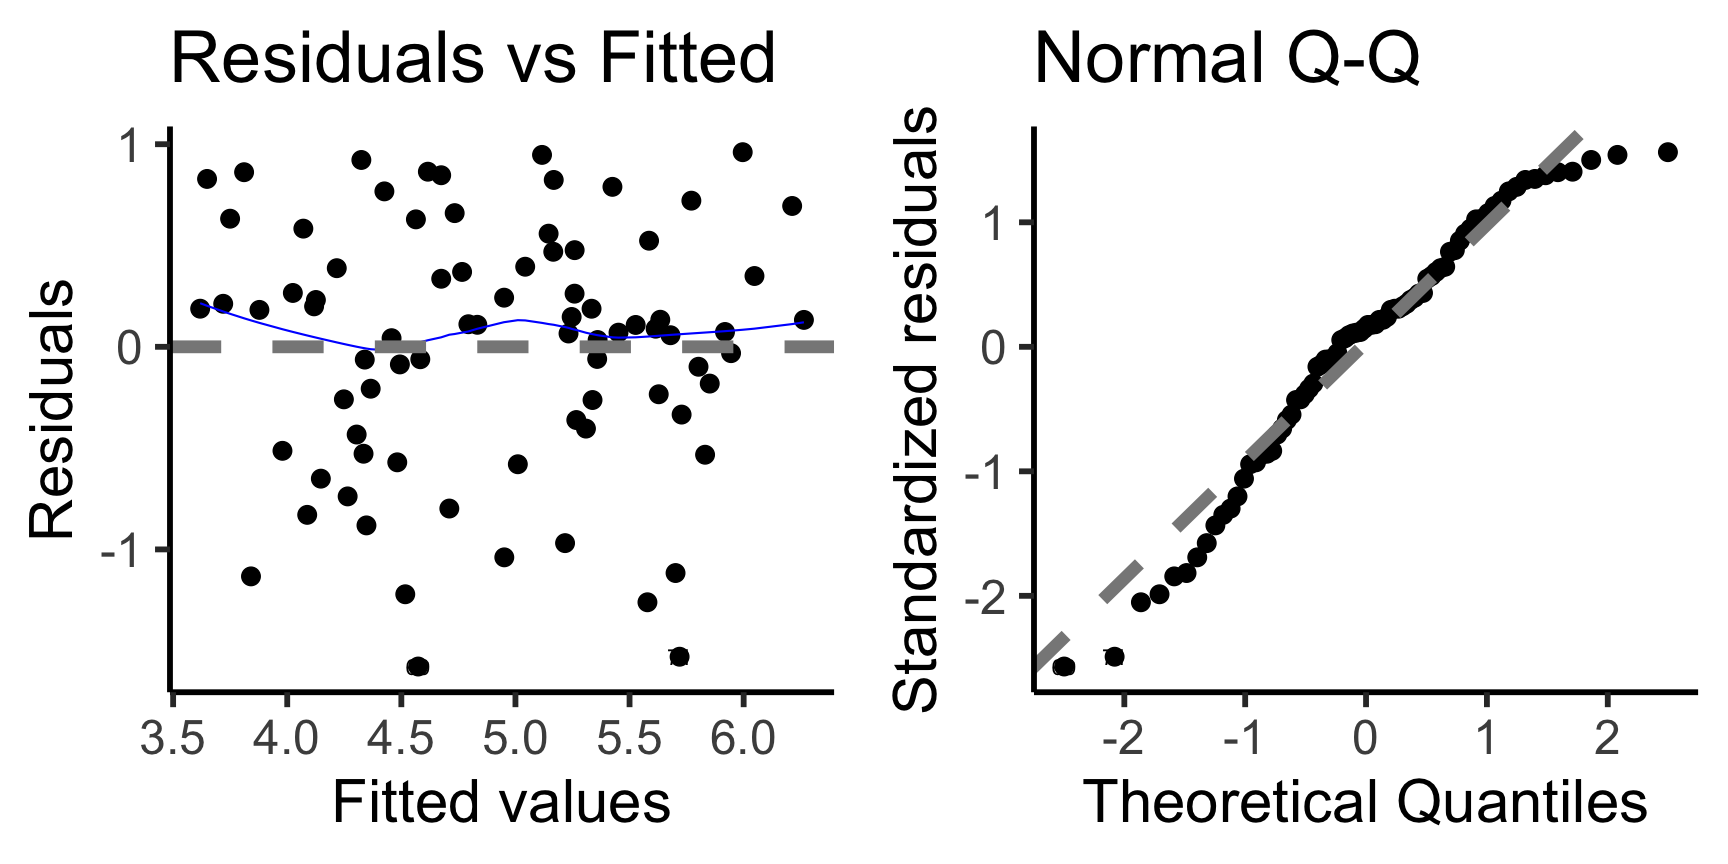 Residuals vs Fitted
Residuals
1
0
-1
3.5 4.0 4.5 5.0 5.5 6.0
Fitted values
Normal Q-Q
Standardized residuals
1
0
-1
-2
-2 -1 0 1 2
Theoretical Quantiles